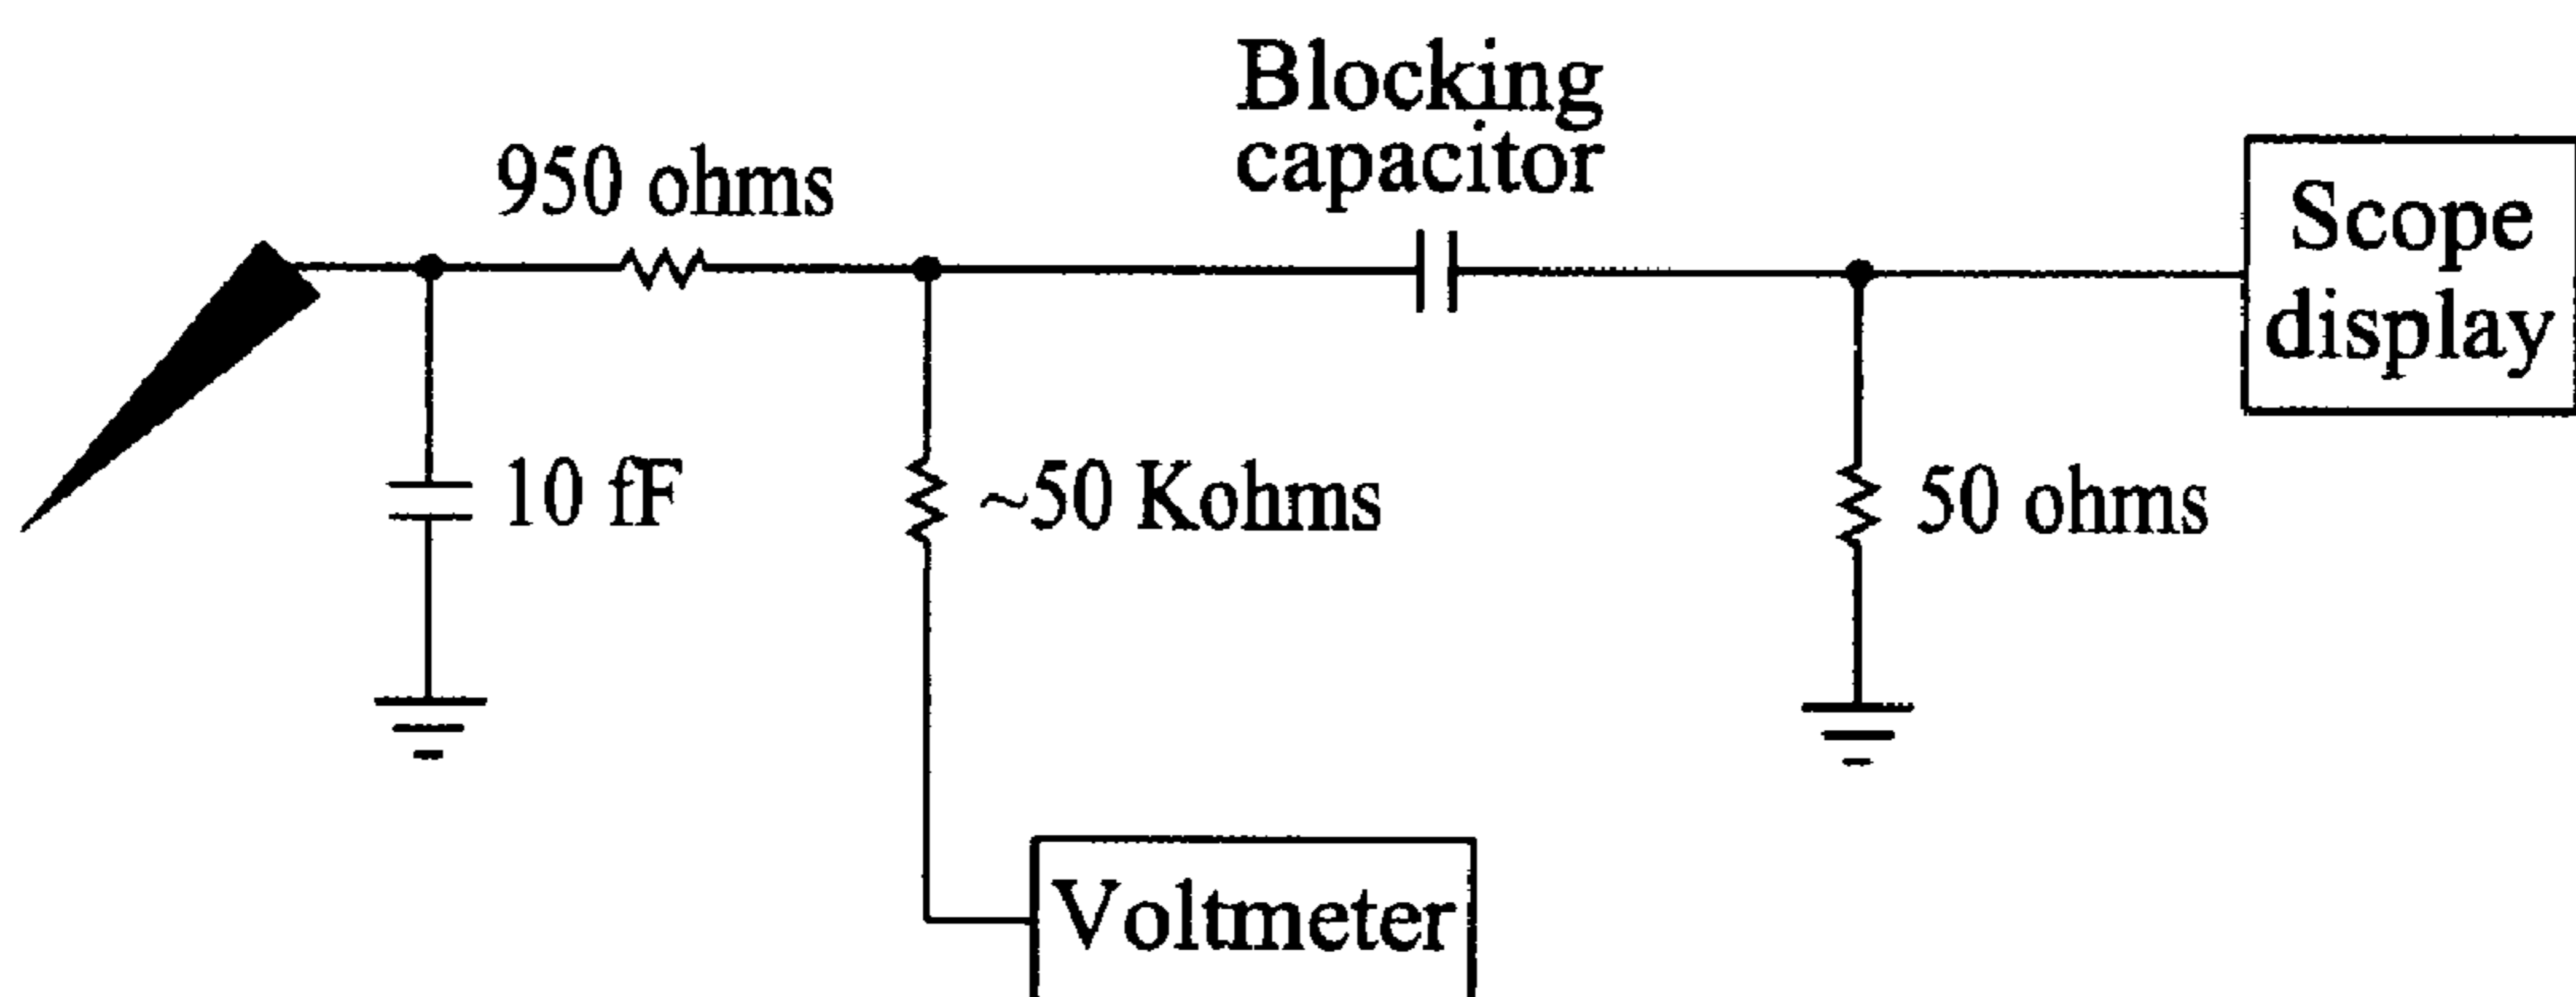 Blocking
capacitor
950 ohms
Scope
display
10 fF
~50 Kohms
50 ohms
Voltmeter